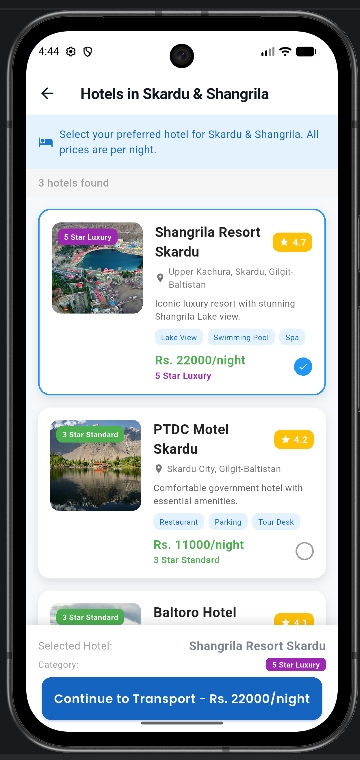 4:44
Hotels in Skardu & Shangrila
Select your preferred hotel for Skardu & Shangrila. All
prices are per night.
3 hotels found
5 Star Luxury
Shangrila Resort
Skardu
4.7
Upper Kachura, Skardu, Gilgit-
Baltistan
Iconic luxury resort with stunning
Shangrila Lake view.
Lake View
Swimming Pool
Spa
Rs. 22000/night
5 Star Luxury
3 Star Standard
PTDC Motel
Skardu
4.2
Skardu City, Gilgit-Baltistan
Comfortable government hotel with
essential amenities.
Restaurant
Parking
Tour Desk
Rs. 11000/night
3 Star Standard
3 Star Standard
Baltoro Hotel
4.1
Selected Hotel:
Shangrila Resort Skardu
Category:
5 Star Luxury
Continue to Transport - Rs. 22000/night